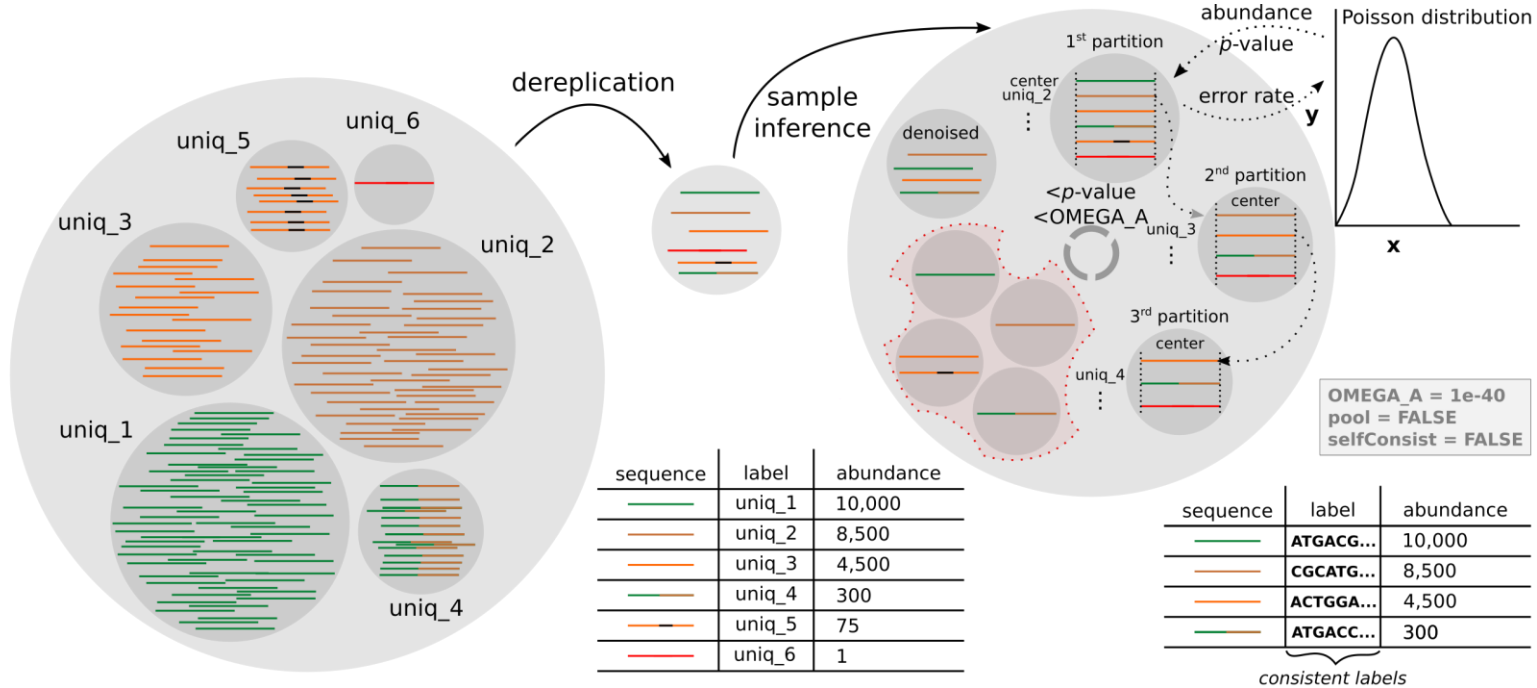 uniq_5
uniq_6
uniq_3
uniq_2
uniq_1
uniq_4
dereplication
sample
inference
denoised
1st partition
center
uniq_2
⋮
<p-value
<OMEGA_A
2nd partition
center
uniq_3
⋮
3rd partition
center
uniq_4
⋮
abundance
p-value
error rate
Poisson distribution
y
x
OMEGA_A = 1e-40
pool = FALSE
selfConsist = FALSE
sequence label abundance
uniq_1 10,000
uniq_2 8,500
uniq_3 4,500
uniq_4 300
uniq_5 75
uniq_6 1
sequence label abundance
ATGACG... 10,000
CGCATG... 8,500
ACTGGA... 4,500
ATGACC... 300
consistent labels